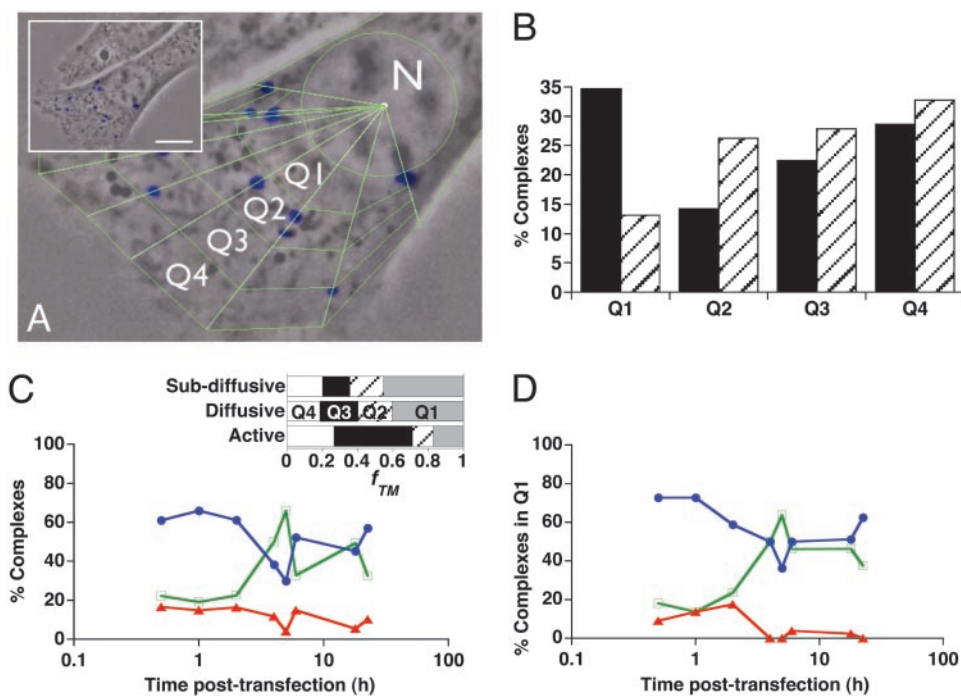 A
N
Q1
Q2
Q3
Q4
B
% Complexes
35
30
25
20
15
10
5
0
Q1 Q2 Q3 Q4
C
Sub-diffusive
Diffusive
Active
Q4 Q3 Q2 Q1
0 0.2 0.4 0.6 0.8 1
fTM
% Complexes
100
80
60
40
20
0
0.1 1 10 100
Time post-transfection (h)
D
% Complexes in Q1
100
80
60
40
20
0
0.1 1 10 100
Time post-transfection (h)